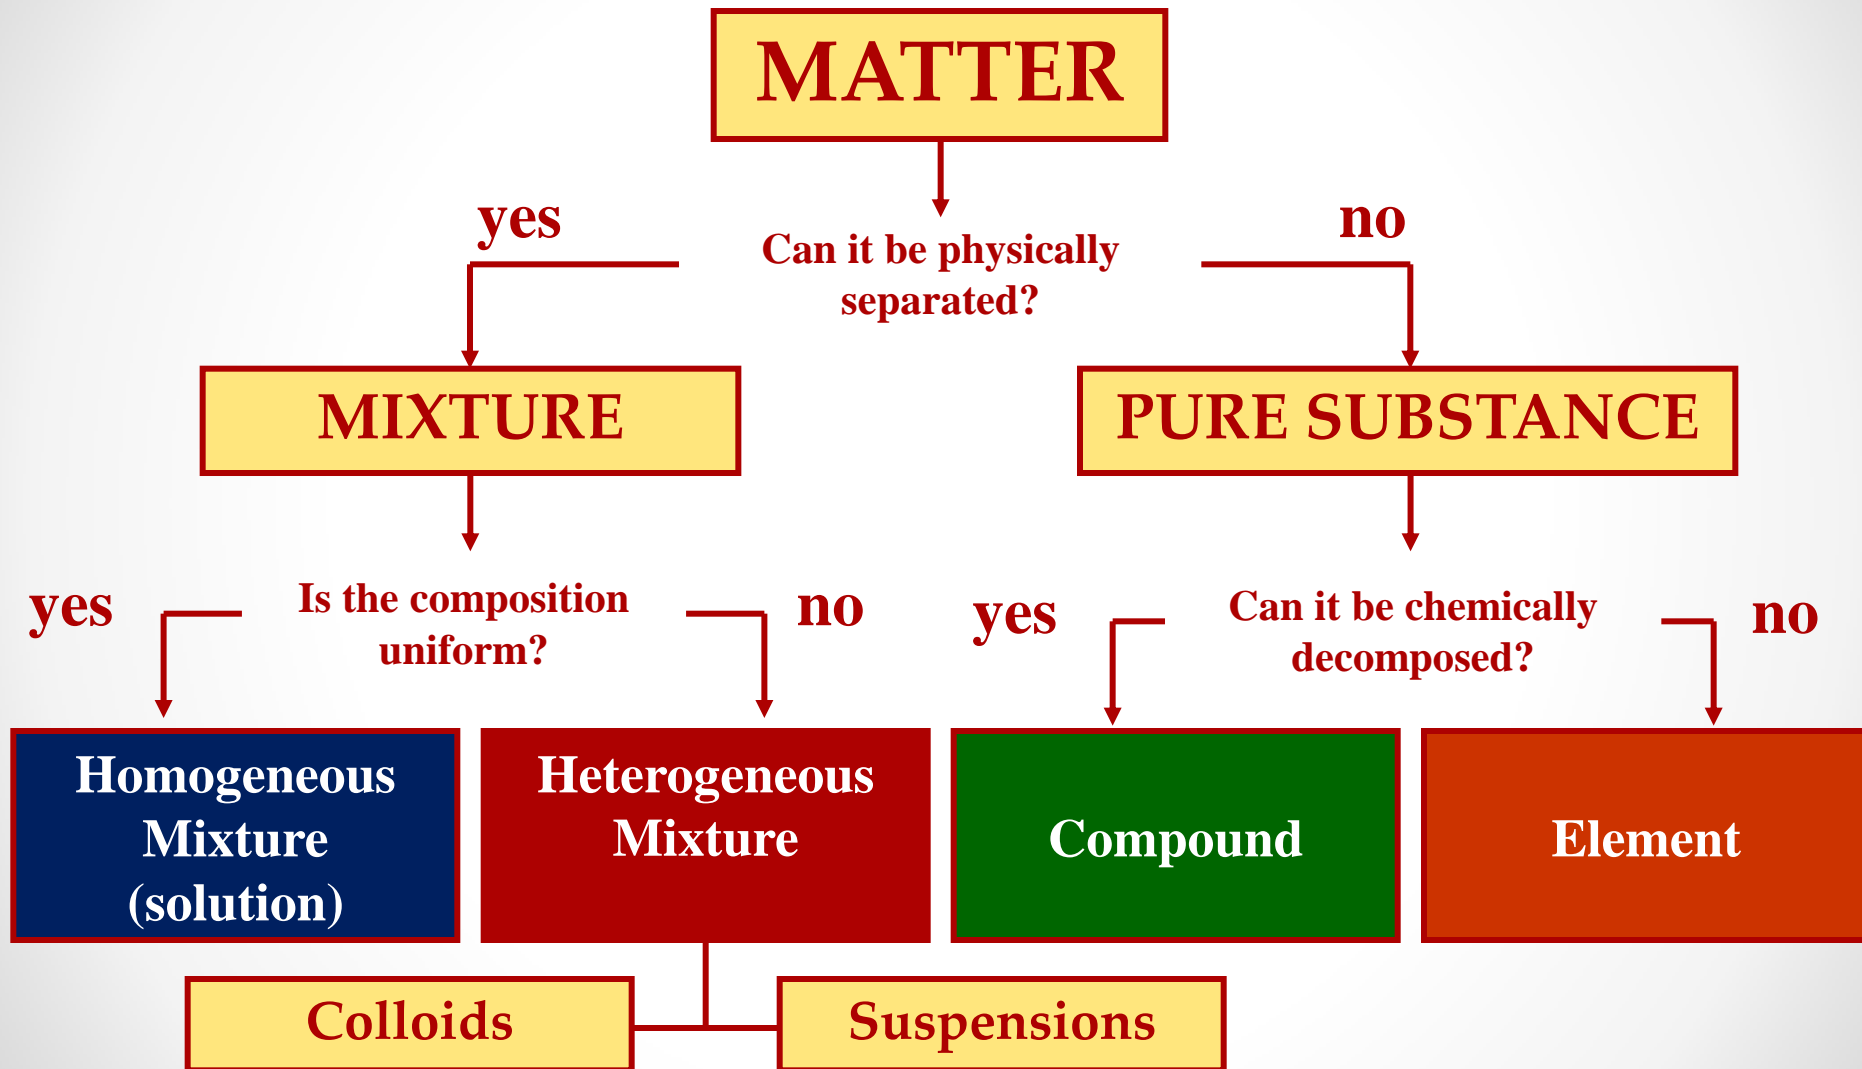 MATTER
yes
Can it be physically
separated?
no
MIXTURE
PURE SUBSTANCE
yes
Is the composition
uniform?
no
yes
Can it be chemically
decomposed?
no
Homogeneous
Mixture
(solution)
Heterogeneous
Mixture
Compound
Element
Colloids
Suspensions